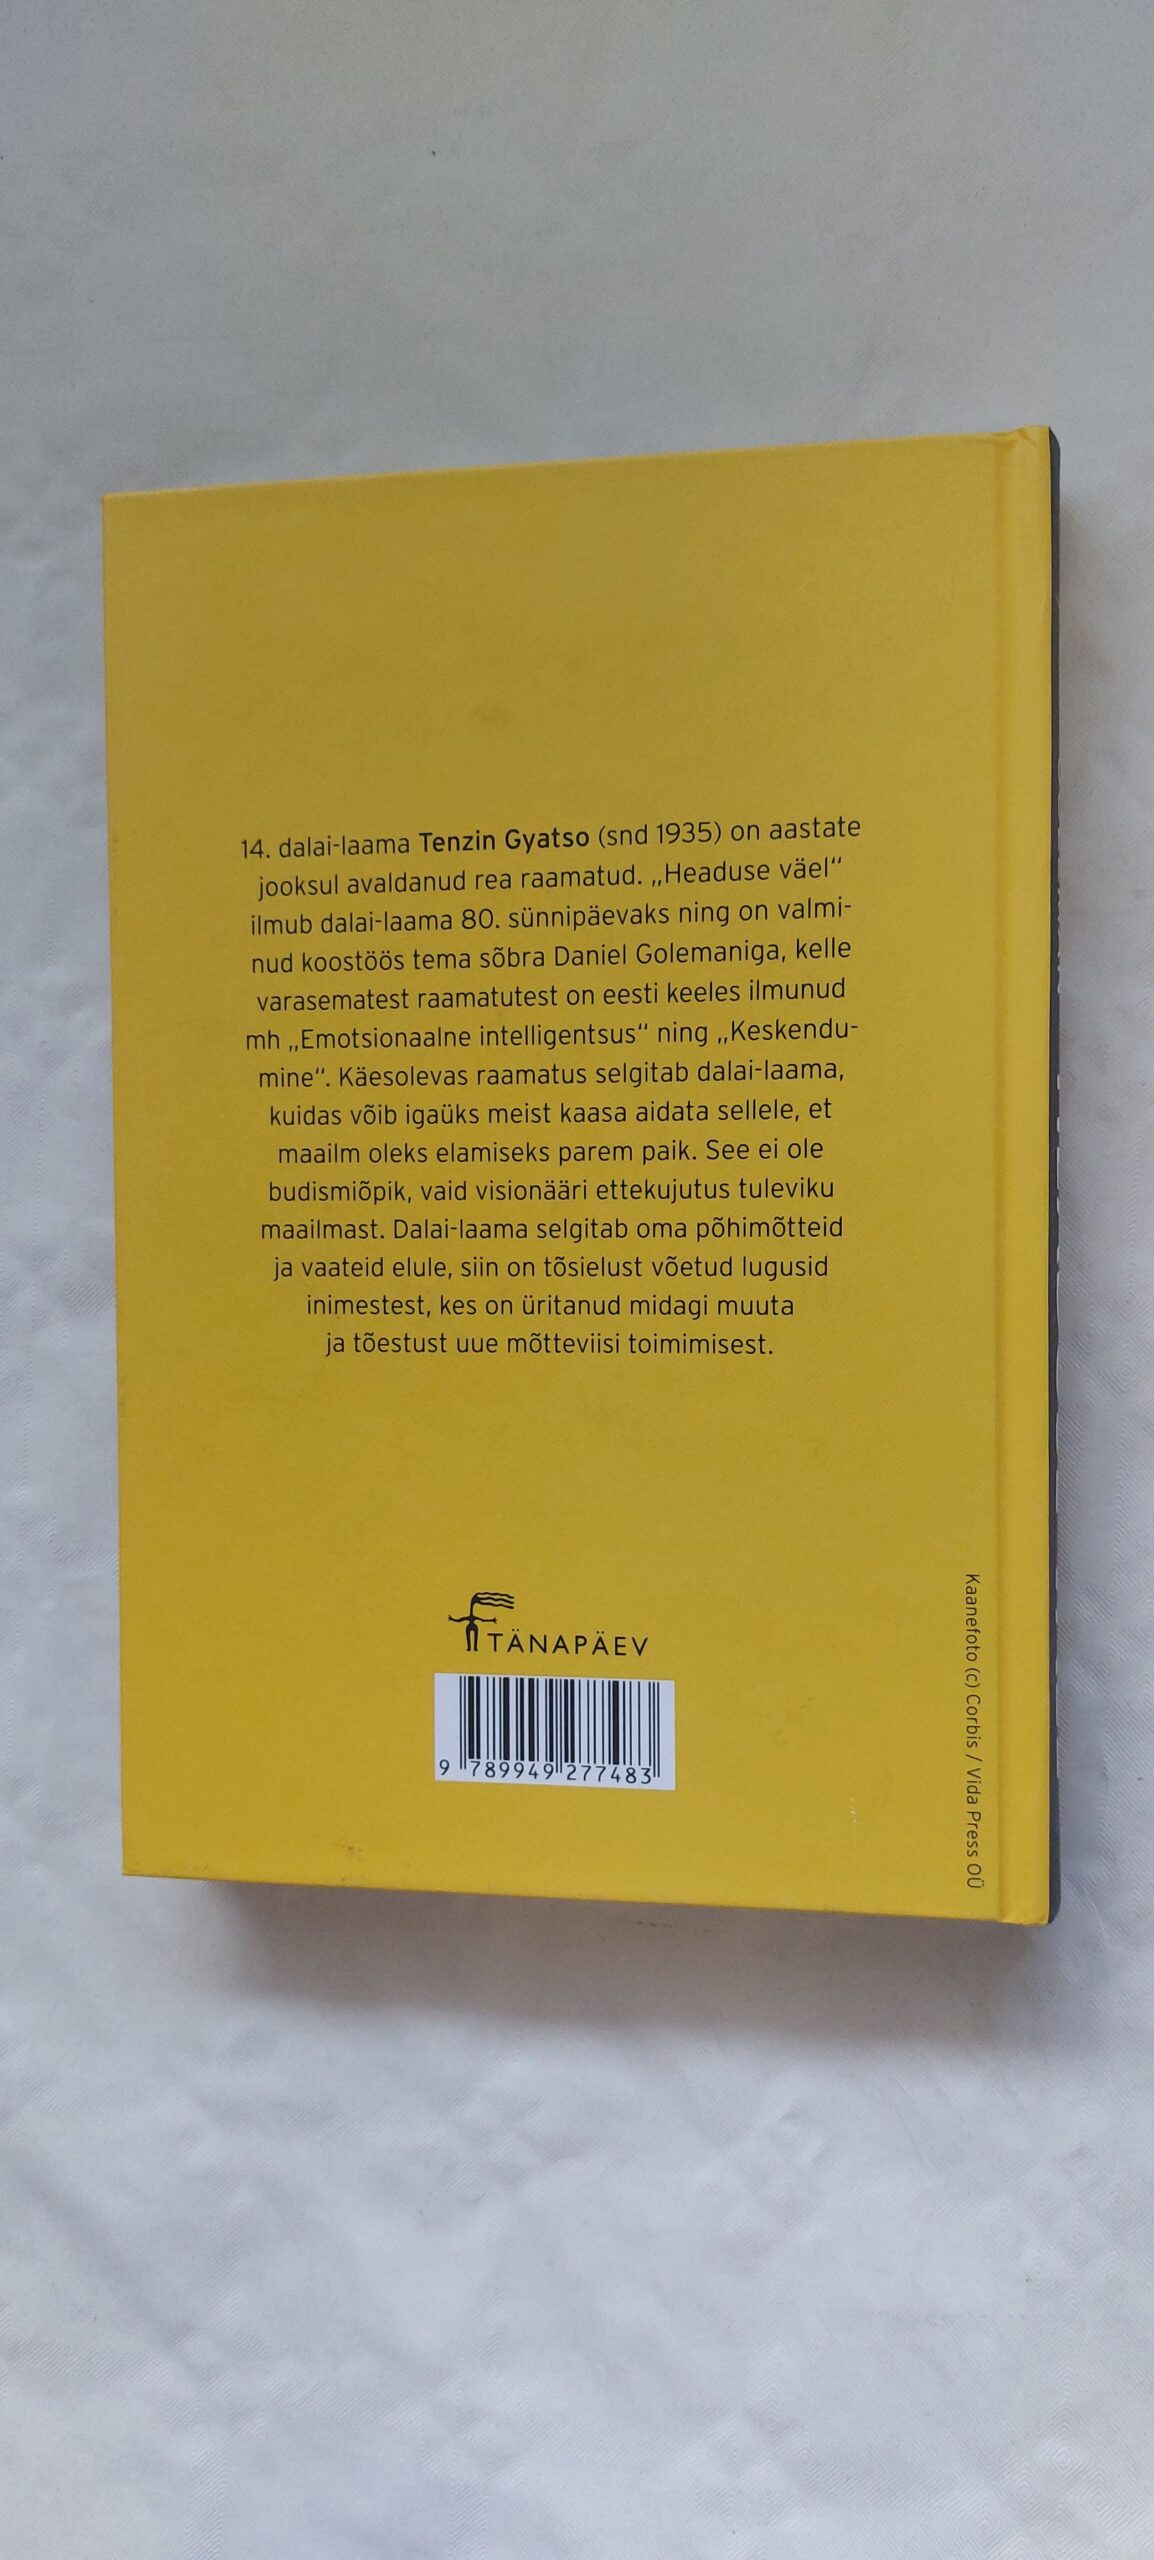 14. dalai-laama Tenzin Gyatso (snd 1935) on aastate
jooksul avaldanud rea raamatud. „Headuse väel“
ilmub dalai-laama 80. sünnipäevaks ning on valmi-
nud koostöös tema sõbra Daniel Golemaniga, kelle
varasematest raamatutest on eesti keeles ilmunud
mh „Emotsionaalne intelligentsus“ ning „Keskendu-
mine“. Käesolevas raamatus selgitab dalai-laama,
kuidas võib igaüks meist kaasa aidata sellele, et
maailm oleks elamiseks parem paik. See ei ole
budismiõpik, vaid visionääri ettekujutus tuleviku
maailmast. Dalai-laama selgitab oma põhimõtteid
ja vaateid elule, siin on tõsielust võetud lugusid
inimestest, kes on üritanud midagi muuta
ja tõestust uue mõtteviisi toimimisest.
TÄNAPÄEV
9 789949 277483
Kaanefoto (c) Corbis / Vida Press OÜ